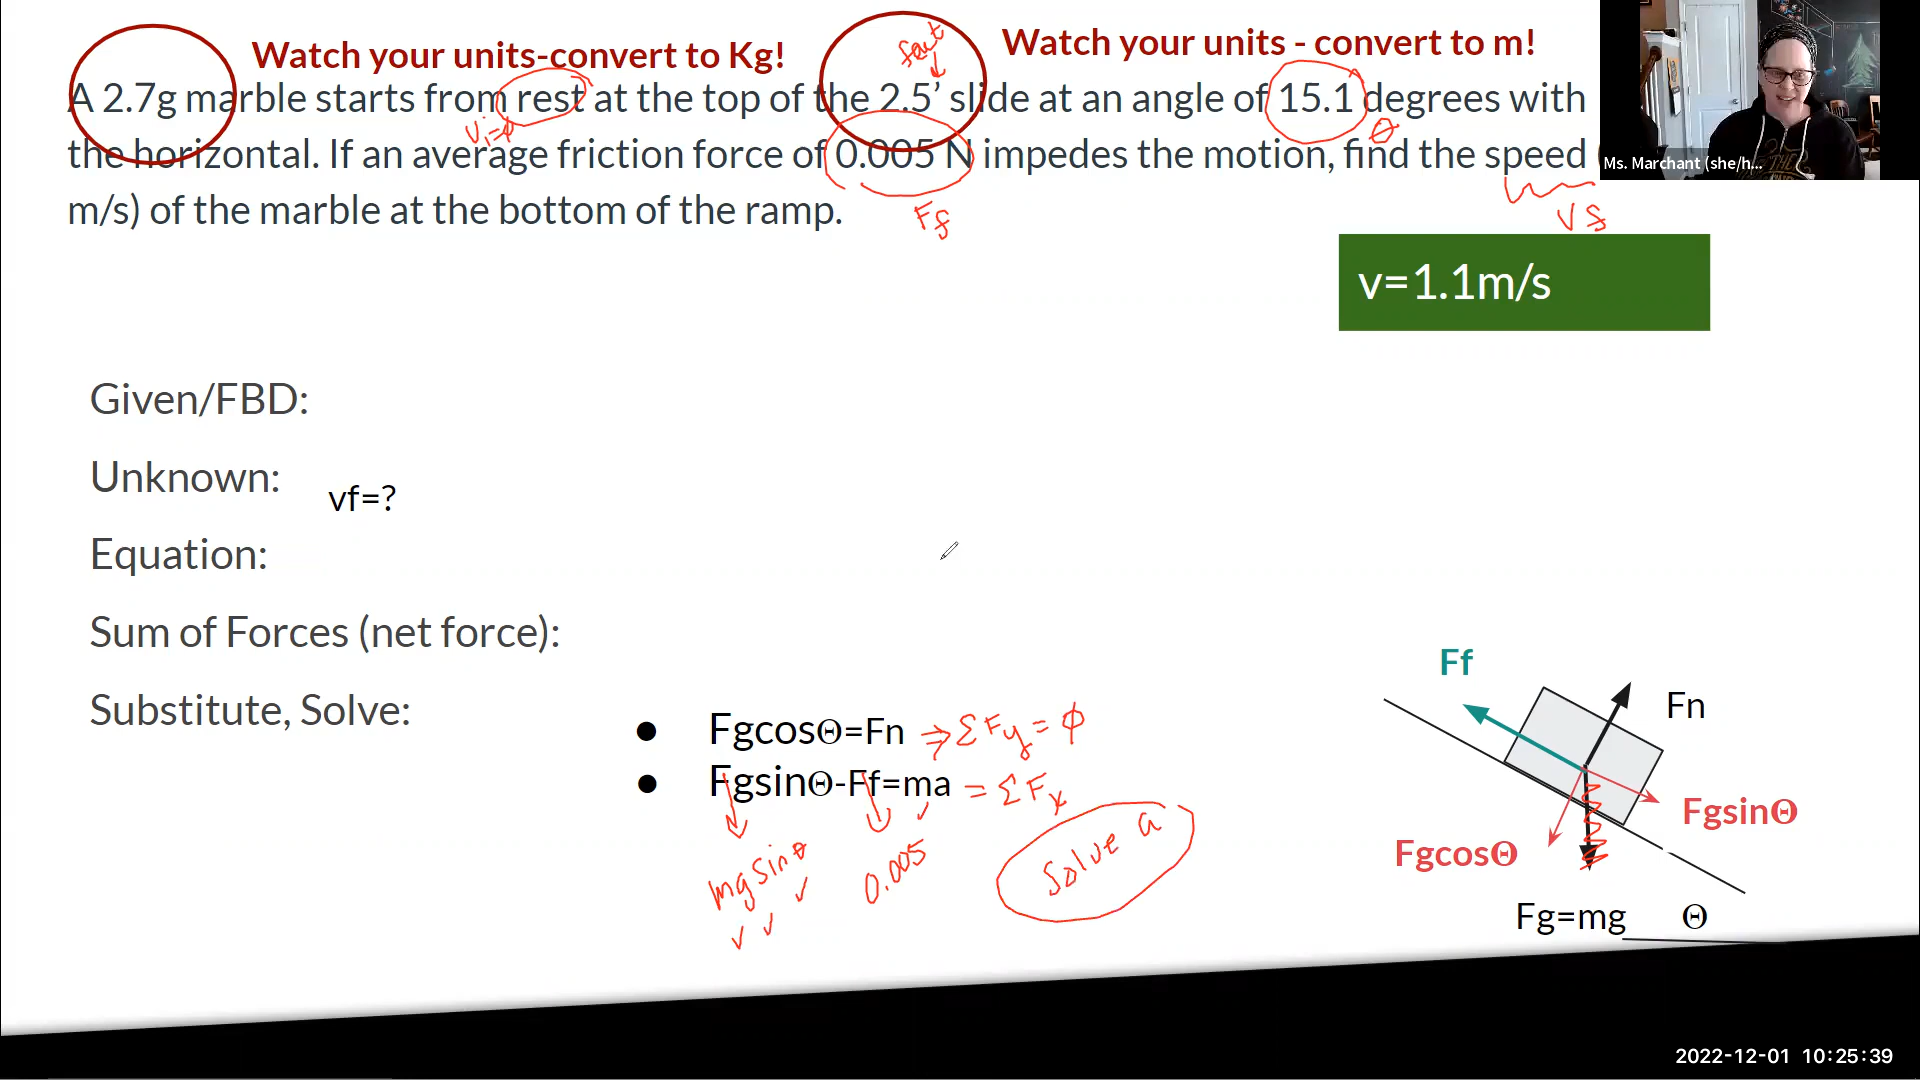 Watch your units-convert to Kg!
Watch your units - convert to m!
A 2.7g marble starts from rest at the top of the 2.5’ slide at an angle of 15.1 degrees with
the horizontal. If an average friction force of 0.005 N impedes the motion, find the speed
m/s) of the marble at the bottom of the ramp.
Vi=ø
θ
Ff
Vf
Ms. Marchant (she/h...
v=1.1m/s
Given/FBD:
Unknown:
vf=?
Equation:
Sum of Forces (net force):
Substitute, Solve:
● FgcosΘ=Fn ⇒ ΣFy = ø
● FgsinΘ-Ff=ma = ΣFx
mg sin θ
0.005
Solve a
Ff
Fn
FgsinΘ
FgcosΘ
Fg=mg
Θ
2022-12-01 10:25:39